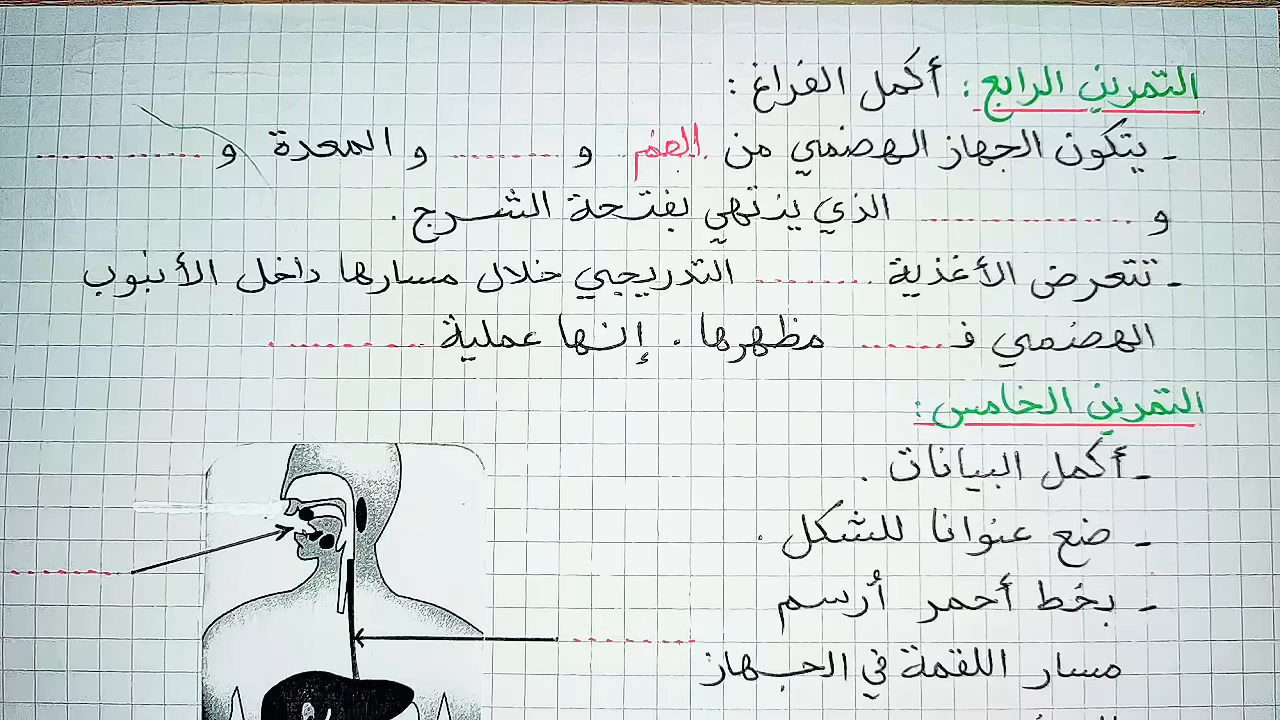 التمرين الرابع : أكمل الفراغ :
- يتكون الجهاز الهضمي من الفم و ........ و المعدة و ............
و ................ الذي ينتهي بفتحة الشرج .
- تتعرض الأغذية ......... التدريجي خلال مسارها داخل الأنبوب
الهضمي فـ ...... مظهرها . إنها عملية ..........
التمرين الخامس :
- أكمل البيانات .
- ضع عنوانا للشكل .
- بخط أحمر أرسم
مسار اللقمة في الجهاز